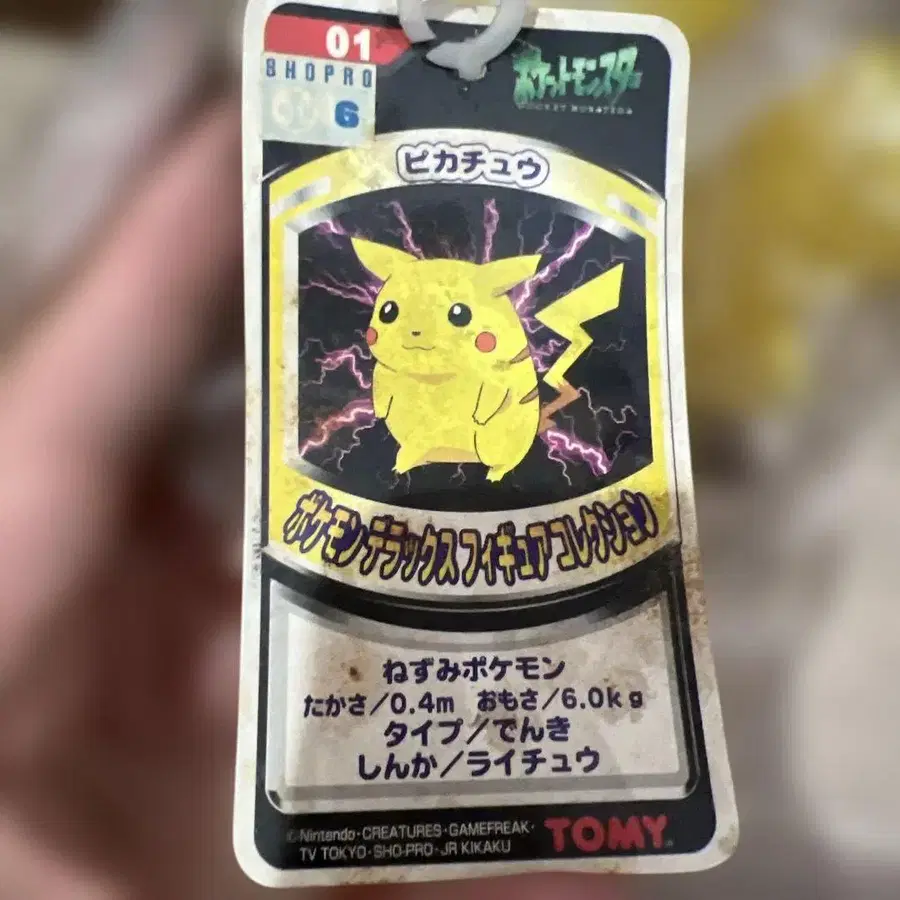 01
SHOPRO
6
ポケットモンスター
POCKET MONSTERS
ピカチュウ
ポケモンデラックスフィギュアコレクション
ねずみポケモン
たかさ/0.4m おもさ/6.0kg
タイプ/でんき
しんか/ライチュウ
©Nintendo・CREATURES・GAMEFREAK・
TV TOKYO・SHO-PRO・JR KIKAKU
TOMY